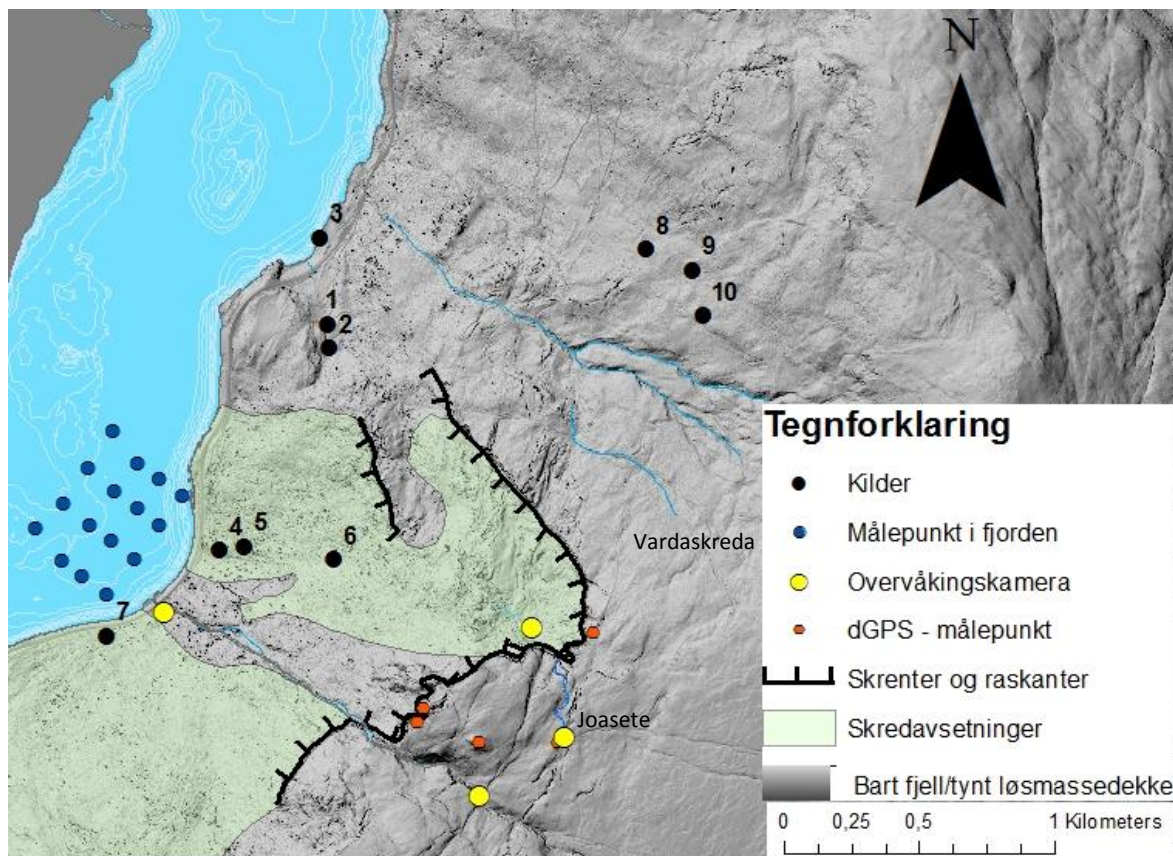 N
3
8
9
10
1
2
4
5
6
7
Vardaskreda
Joasete
Tegnforklaring
Kilder
Målepunkt i fjorden
Overvåkingskamera
dGPS - målepunkt
Skrenter og raskanter
Skredavsetninger
Bart fjell/tynt løsmassedekke
0 0,25 0,5 1 Kilometers